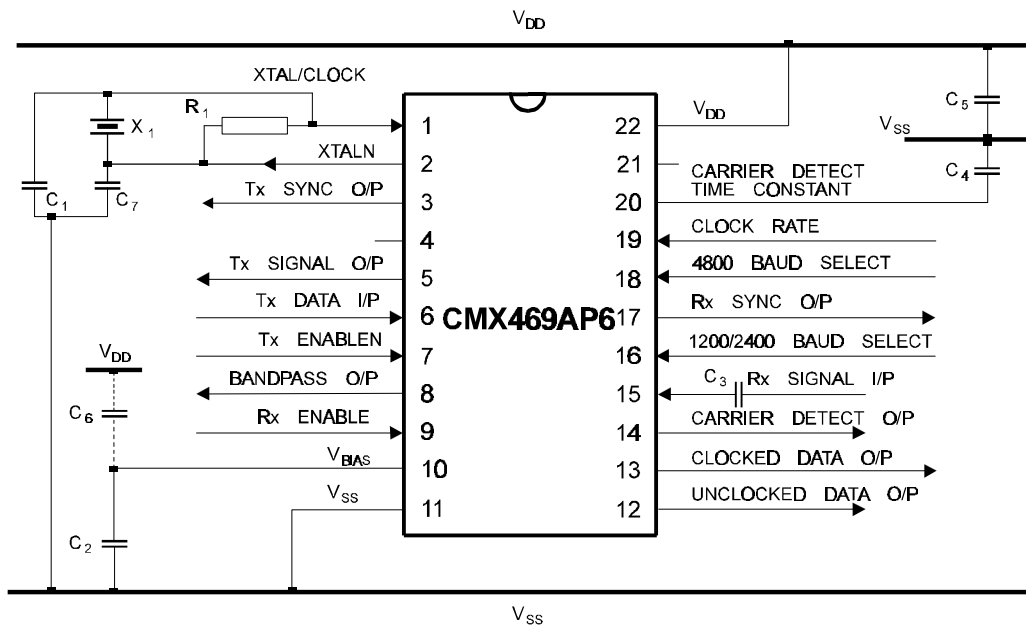 VDD
XTAL/CLOCK
R1
X1
C1
C7
XTALN
Tx SYNC O/P
Tx SIGNAL O/P
Tx DATA I/P
Tx ENABLEN
BANDPASS O/P
Rx ENABLE
VDD
C6
VBIAS
VSS
C2
1
2
3
4
5
6
7
8
9
10
11
CMX469AP6
22
21
20
19
18
17
16
15
14
13
12
VDD
CARRIER DETECT
TIME CONSTANT
CLOCK RATE
4800 BAUD SELECT
Rx SYNC O/P
1200/2400 BAUD SELECT
C3
Rx SIGNAL I/P
CARRIER DETECT O/P
CLOCKED DATA O/P
UNCLOCKED DATA O/P
C5
VSS
C4
VSS